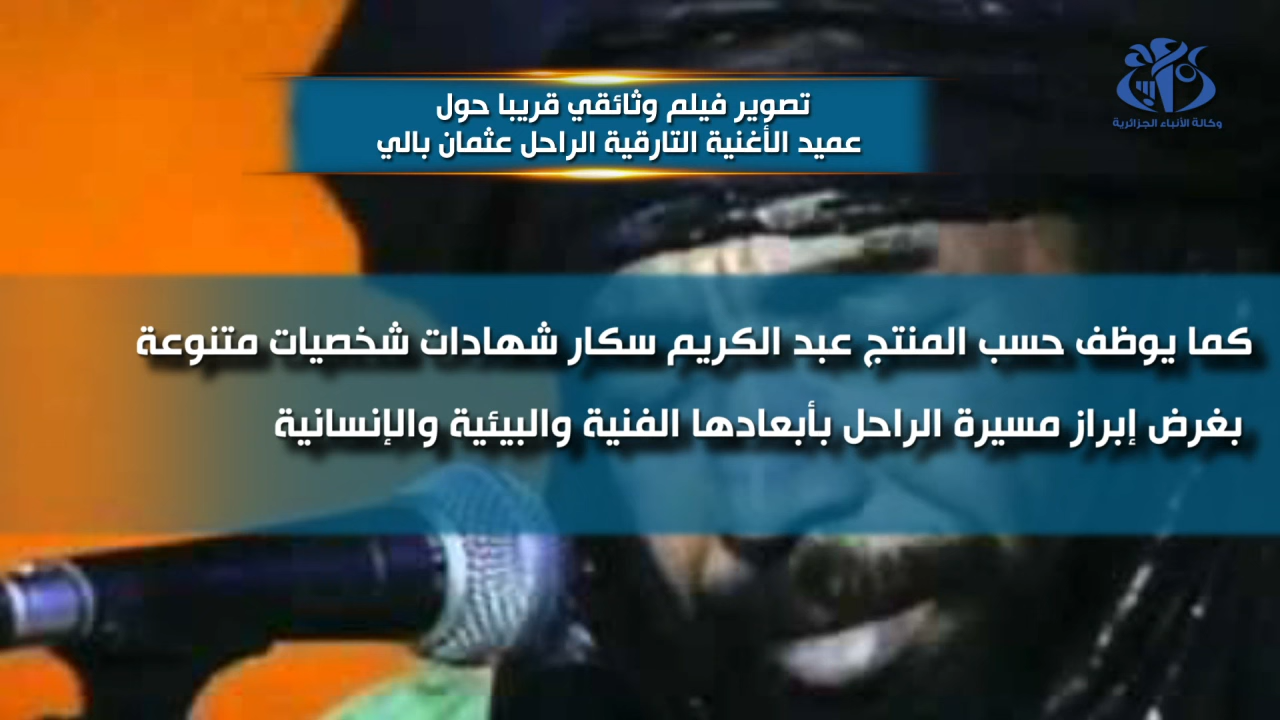 تصوير فيلم وثائقي قريبا حول
عميد الأغنية التارقية الراحل عثمان بالي
وكالة الأنباء الجزائرية
كما يوظف حسب المنتج عبد الكريم سكار شهادات شخصيات متنوعة
بغرض إبراز مسيرة الراحل بأبعادها الفنية والبيئية والإنسانية